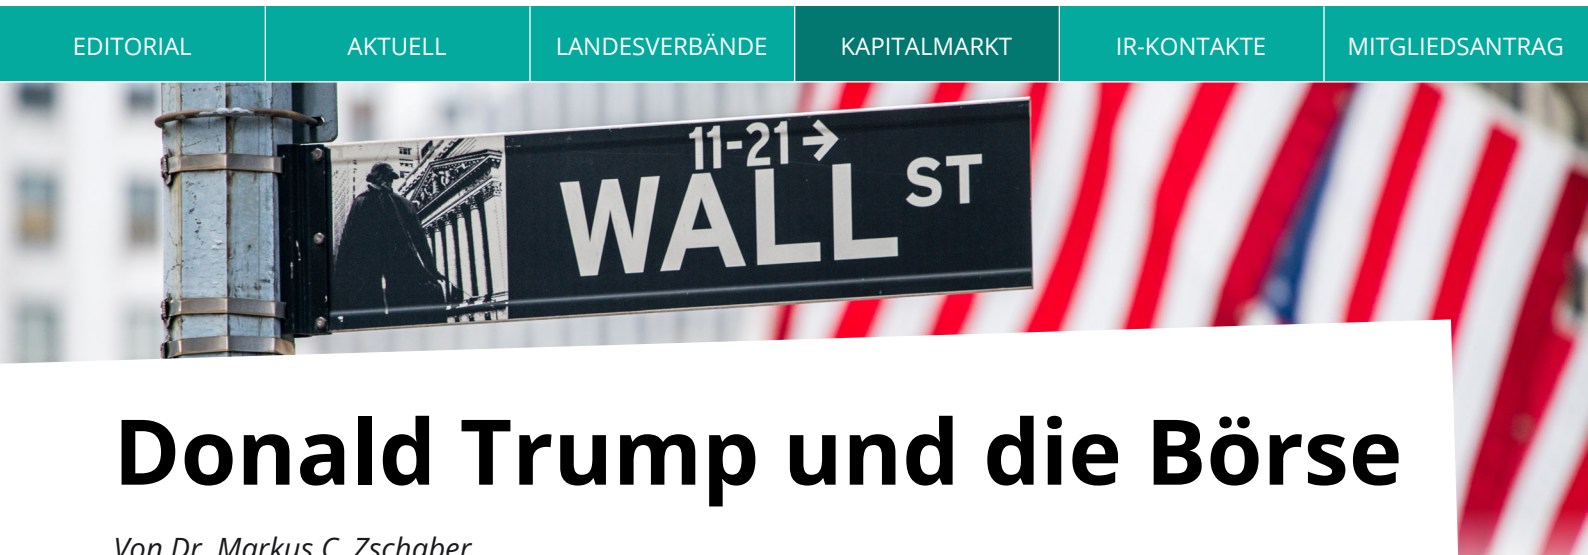 EDITORIAL
AKTUELL
LANDESVERBÄNDE
KAPITALMARKT
IR-KONTAKTE
MITGLIEDSANTRAG
11-21→
WALL ST
Donald Trump und die Börse
Von Dr. Markus C. Zschaber